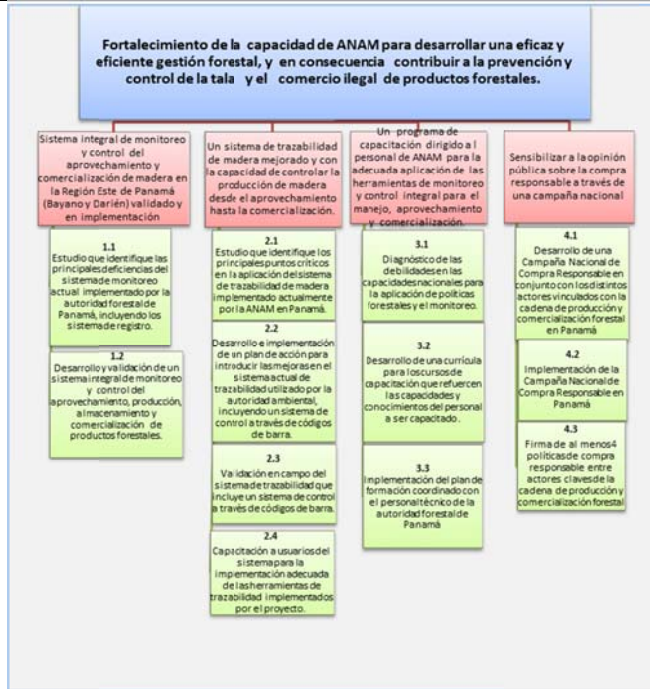 Fortalecimiento de la capacidad de ANAM para desarrollar una eficaz y
eficiente gestión forestal, y en consecuencia contribuir a la prevención y
control de la tala y el comercio ilegal de productos forestales.
Sistema integral de monitoreo
y control del
aprovechamiento y
comercialización de madera en
la Región Este de Panamá
(Bayano y Darién) validado y
en implementación
1.1
Estudio que identifique las
principales deficiencias del
sistema de monitoreo
actual implementado por la
autoridad forestal de
Panamá, incluyendo los
sistema de registro.
1.2
Desarrollo y validación de un
sistema integral de monitoreo
y control del
aprovechamiento, producción,
almacenamiento y
comercialización de
productos forestales.
Un sistema de trazabilidad
de madera mejorado y con
la capacidad de controlar la
producción de madera
desde el aprovechamiento
hasta la comercialización.
2.1
Estudio que identifique los
principales puntos críticos
en la aplicación del sistema
de trazabilidad de madera
implementado actualmente
por la ANAM en Panamá.
2.2
Desarrollo e implementación
de un plan de acción para
introducir las mejoras en el
sistema actual de
trazabilidad utilizado por la
autoridad ambiental,
incluyendo un sistema de
control a través de códigos
de barra.
2.3
Validación en campo del
sistema de trazabilidad que
incluye un sistema de control
a través de códigos de barra.
2.4
Capacitación a usuarios del
sistema para la
implementación adecuada
de las herramientas de
trazabilidad implementados
por el proyecto.
Un programa de
capacitación dirigido al
personal de ANAM para la
adecuada aplicación de las
herramientas de monitoreo
y control integral para el
manejo, aprovechamiento
y comercialización.
3.1
Diagnóstico de las
debilidades en las
capacidades nacionales para
la aplicación de políticas
forestales y el monitoreo.
3.2
Desarrollo de una currícula
para los cursos de
capacitación que refuercen
las capacidades y
conocimientos del personal
a ser capacitado.
3.3
Implementación del plan de
formación coordinado con
el personal técnico de la
autoridad forestal de
Panamá
Sensibilizar a la opinión
pública sobre la compra
responsable a través de
una campaña nacional
4.1
Desarrollo de una
Campaña Nacional de
Compra Responsable en
conjunto con los distintos
actores vinculados con la
cadena de producción y
comercialización forestal
en Panamá
4.2
Implementación de la
Campaña Nacional de
Compra Responsable en
Panamá
4.3
Firma de al menos 4
políticas de compra
responsable entre
actores claves de la
cadena de producción y
comercialización forestal